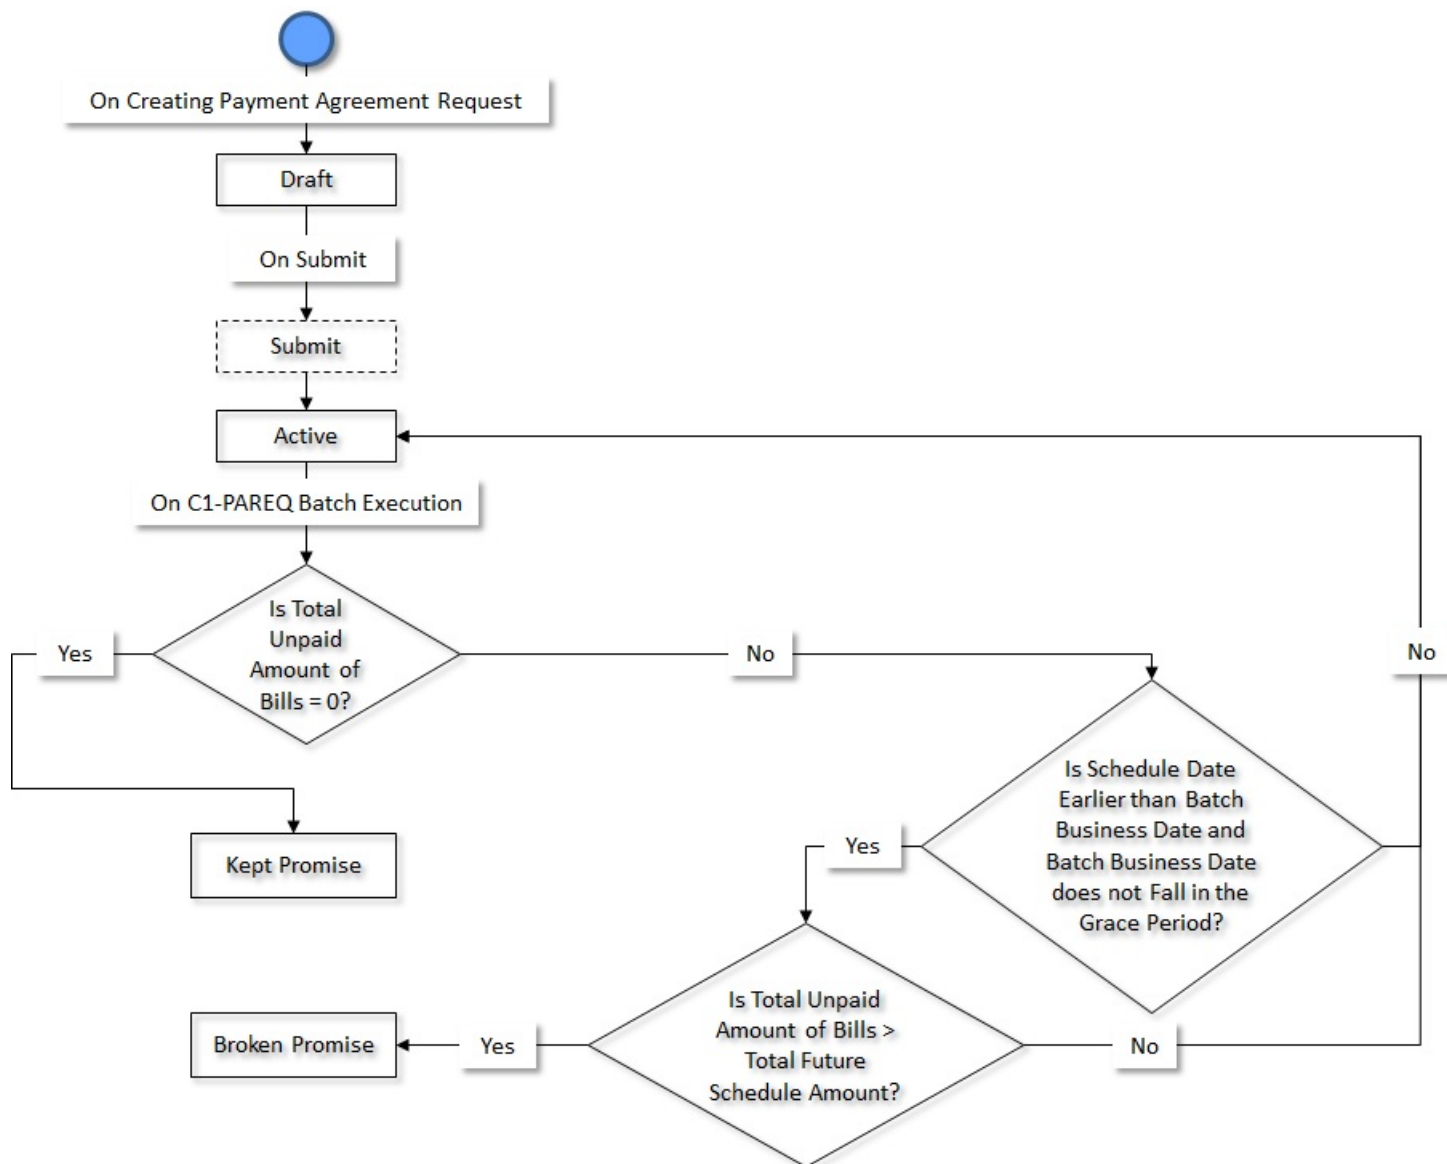 On Creating Payment Agreement Request
Draft
On Submit
Submit
Active
On C1-PAREQ Batch Execution
Is Total
Unpaid
Amount of
Bills = 0?
Yes
No
No
Is Schedule Date
Earlier than Batch
Business Date and
Batch Business Date
does not Fall in the
Grace Period?
Yes
Kept Promise
Is Total Unpaid
Amount of Bills >
Total Future
Schedule Amount?
Broken Promise
Yes
No